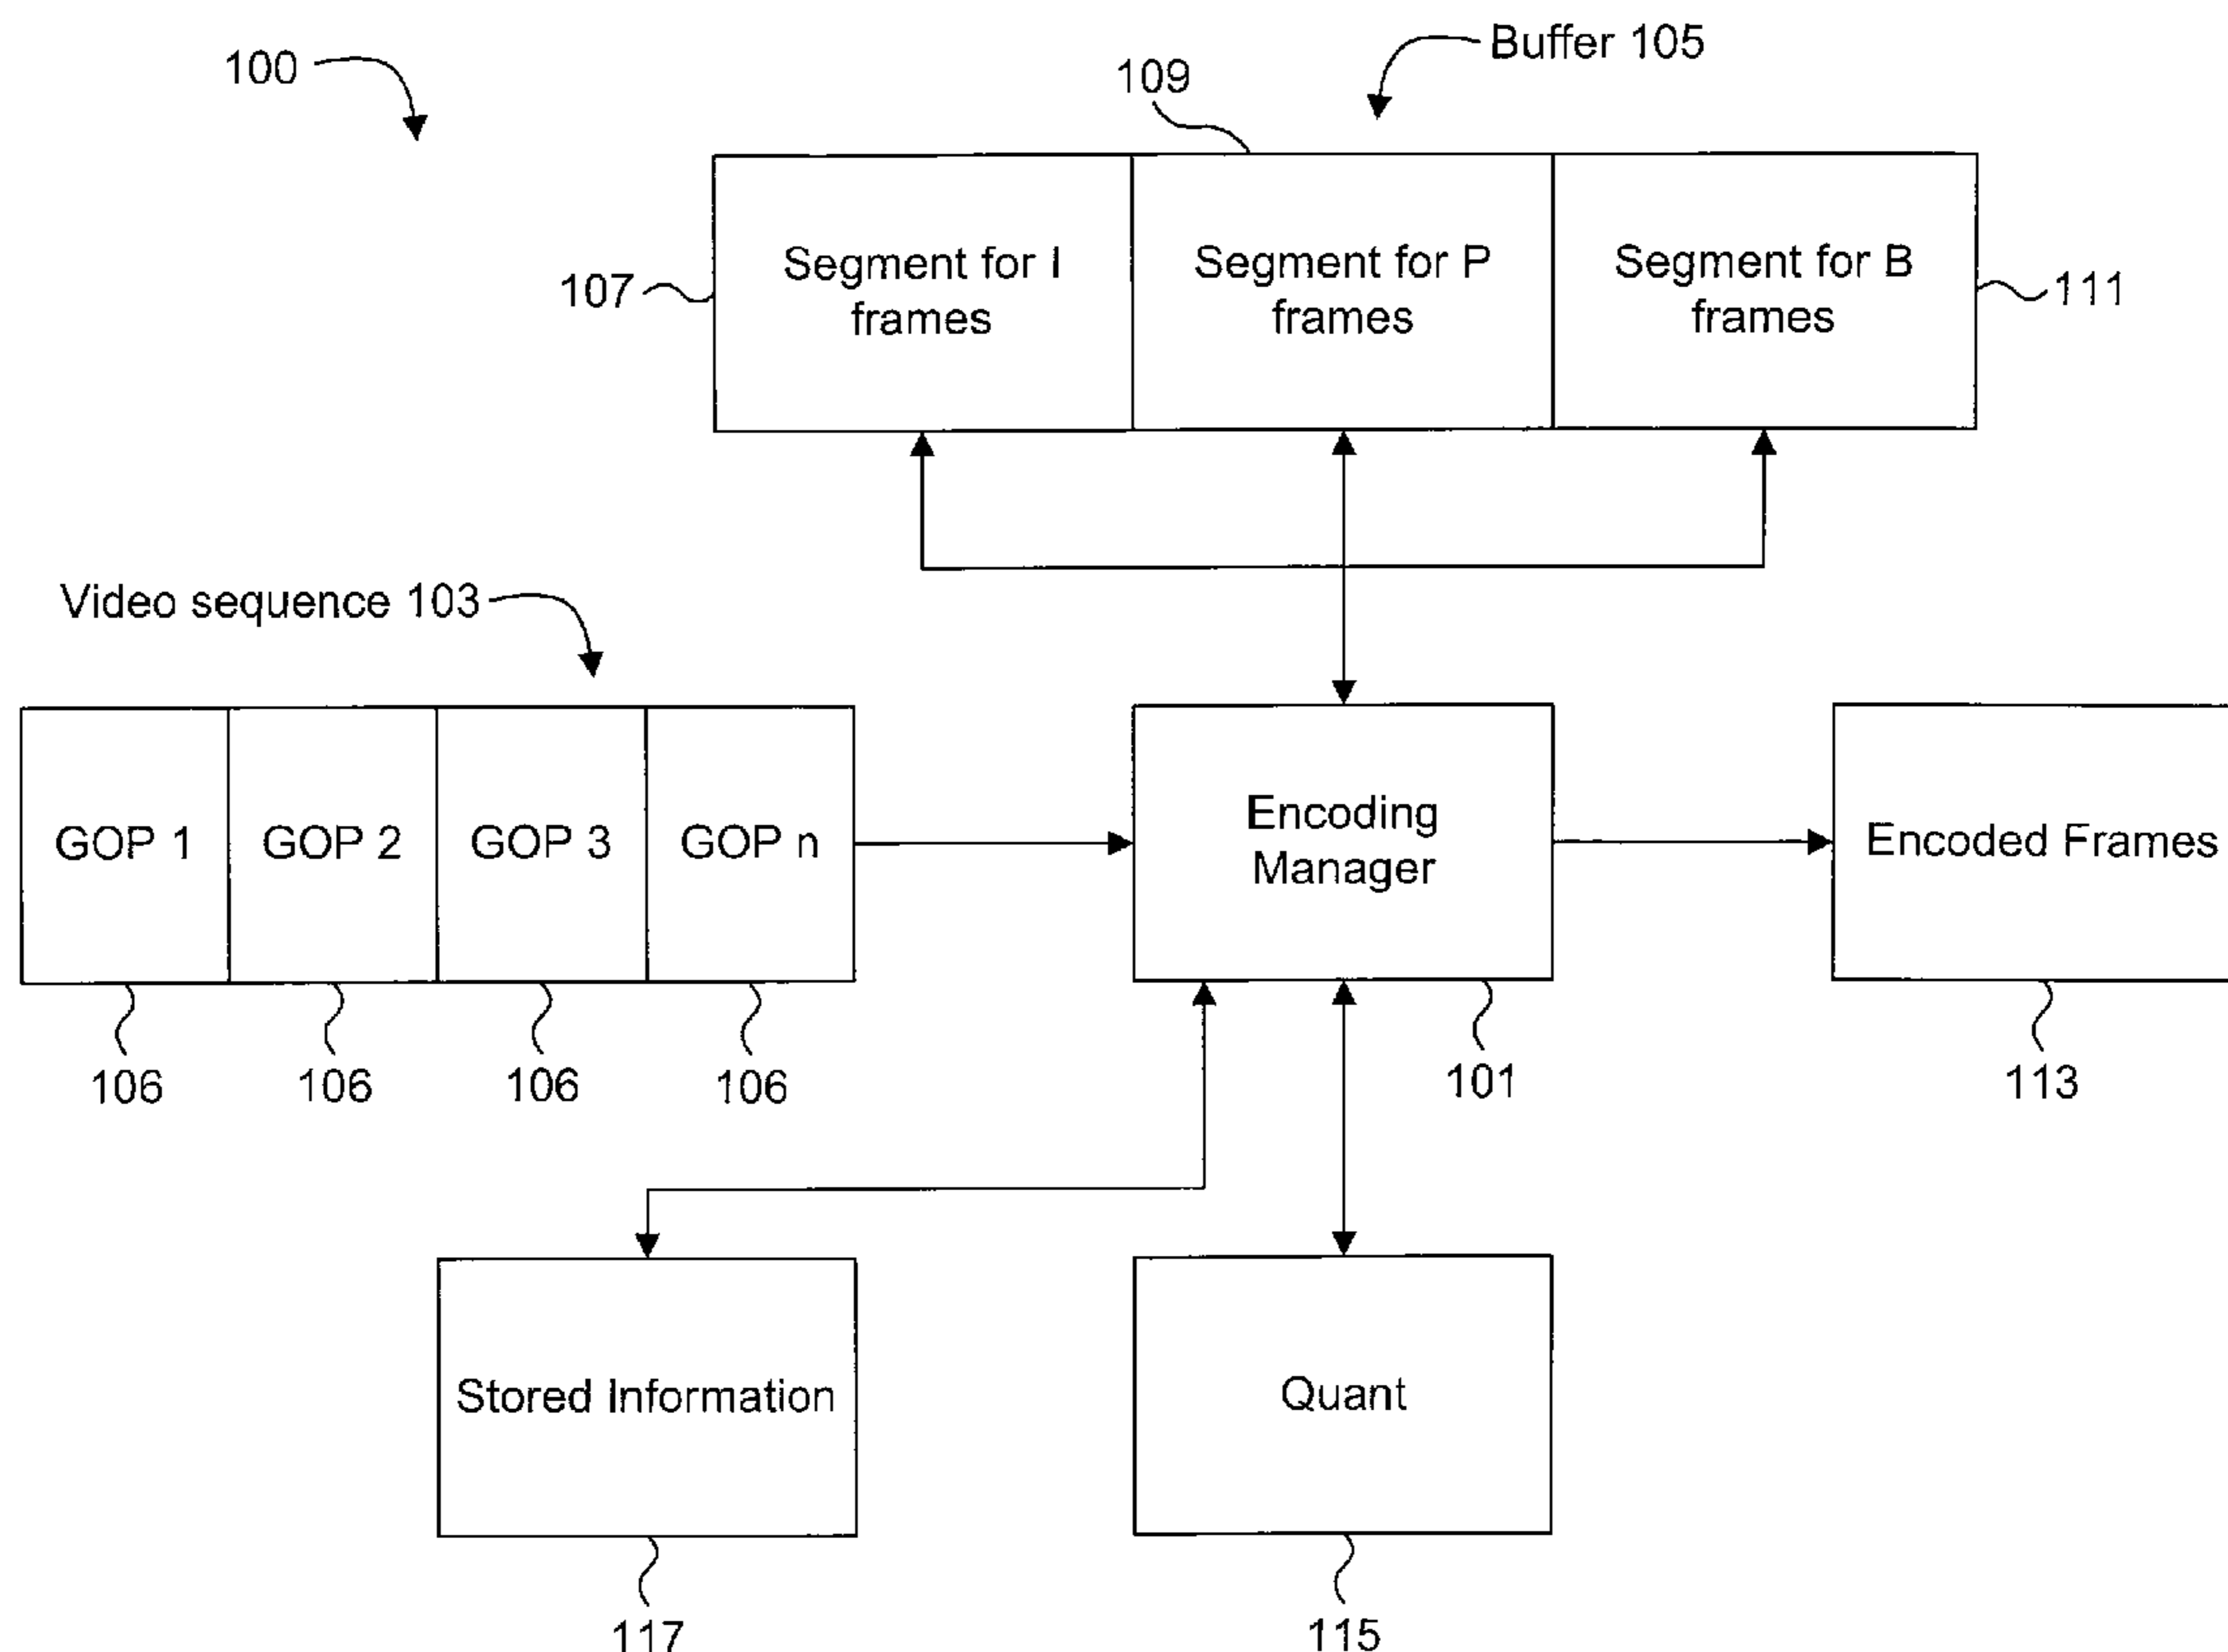 100
Buffer 105
109
Segment for I
frames
Segment for P
frames
Segment for B
frames
107
111
Video sequence 103
GOP 1
GOP 2
GOP 3
GOP n
Encoding
Manager
Encoded Frames
106
106
106
106
101
113
Stored Information
Quant
117
115